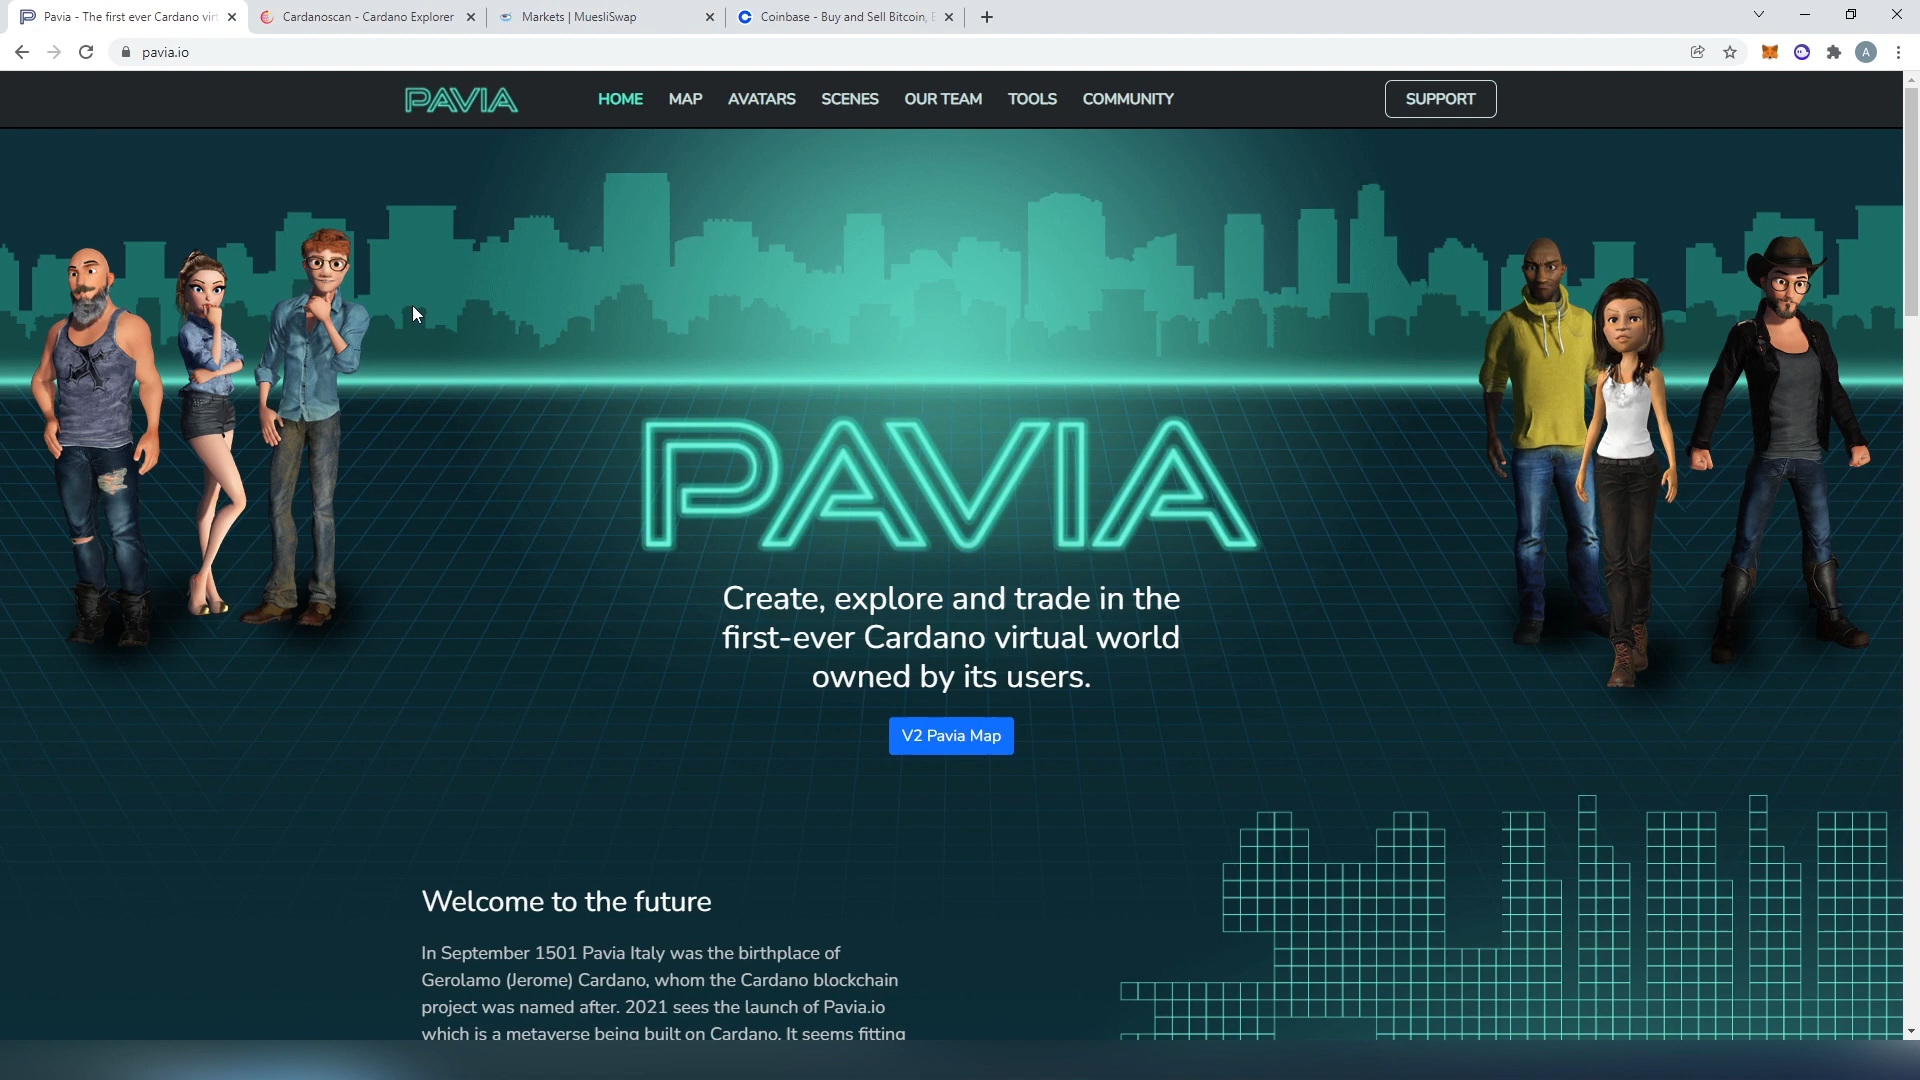 Pavia - The first ever Cardano virt
Cardanoscan - Cardano Explorer
Markets | MuesliSwap
Coinbase - Buy and Sell Bitcoin, E
pavia.io
A
PAVIA
HOME
MAP
AVATARS
SCENES
OUR TEAM
TOOLS
COMMUNITY
SUPPORT
PAVIA
Create, explore and trade in the
first-ever Cardano virtual world
owned by its users.
V2 Pavia Map
Welcome to the future
In September 1501 Pavia Italy was the birthplace of
Gerolamo (Jerome) Cardano, whom the Cardano blockchain
project was named after. 2021 sees the launch of Pavia.io
which is a metaverse being built on Cardano. It seems fitting